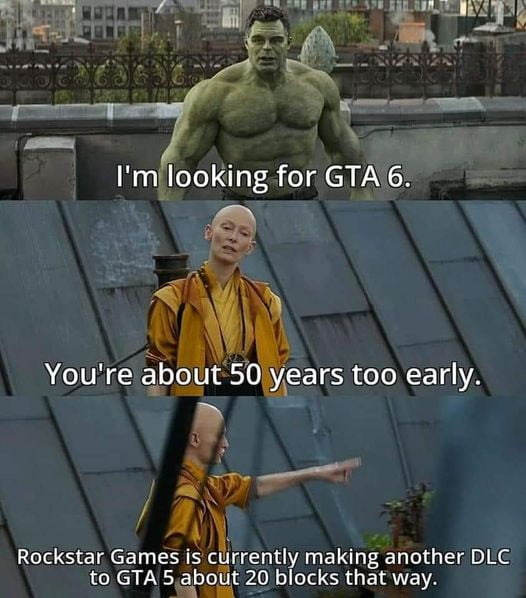 I'm looking for GTA 6.
You're about 50 years too early.
Rockstar Games is currently making another DLC
to GTA 5 about 20 blocks that way.